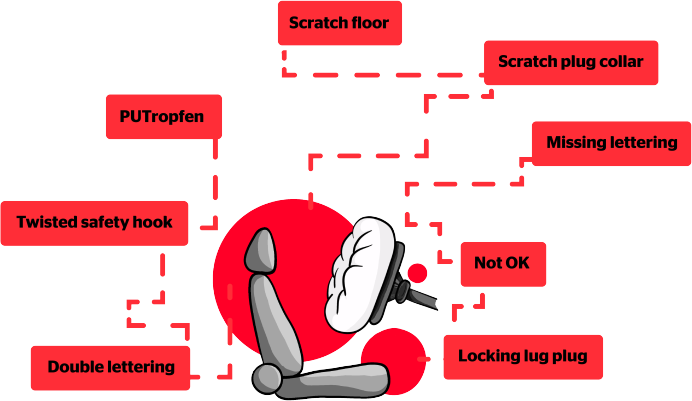 Scratch floor
Scratch plug collar
PUTropfen
Missing lettering
Twisted safety hook
Not OK
Double lettering
Locking lug plug